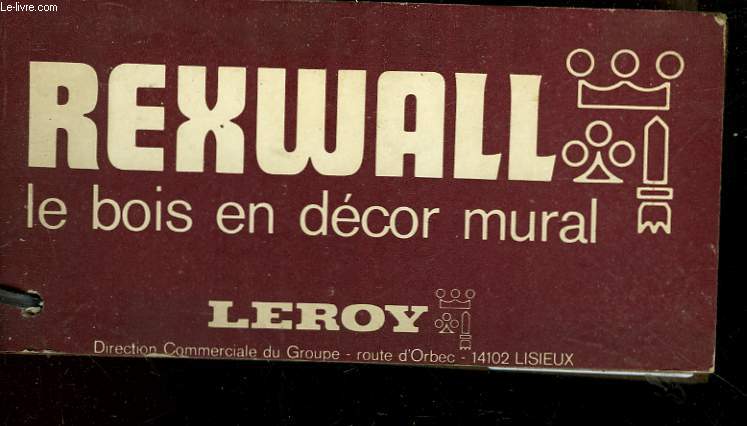 Le-livre.com
REXWALL
le bois en décor mural
LEROY
Direction Commerciale du Groupe - route d'Orbec - 14102 LISIEUX